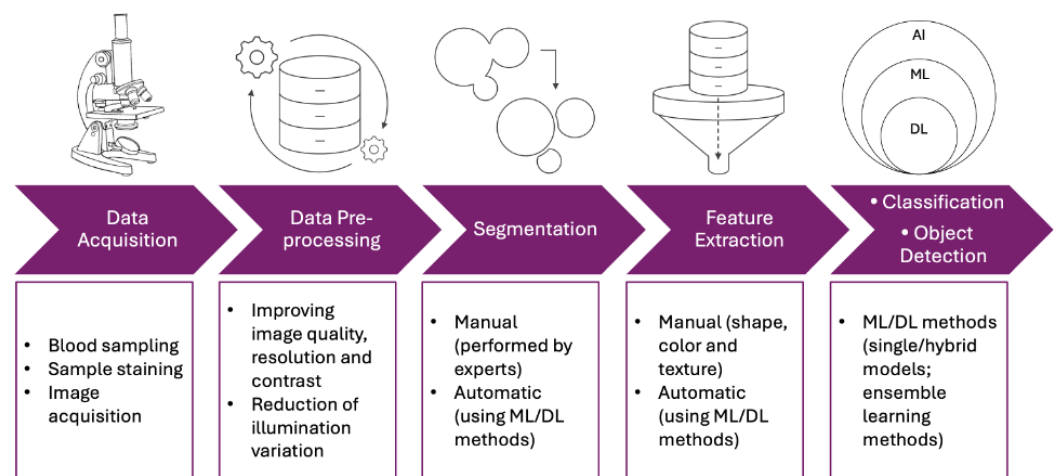 AI
ML
DL
Data
Acquisition
Data Pre-
processing
Segmentation
Feature
Extraction
• Classification
• Object
Detection
• Blood sampling
• Sample staining
• Image
acquisition
• Improving
image quality,
resolution and
contrast
• Reduction of
illumination
variation
• Manual
(performed by
experts)
• Automatic
(using ML/DL
methods)
• Manual (shape,
color and
texture)
• Automatic
(using ML/DL
methods)
• ML/DL methods
(single/hybrid
models;
ensemble
learning
methods)